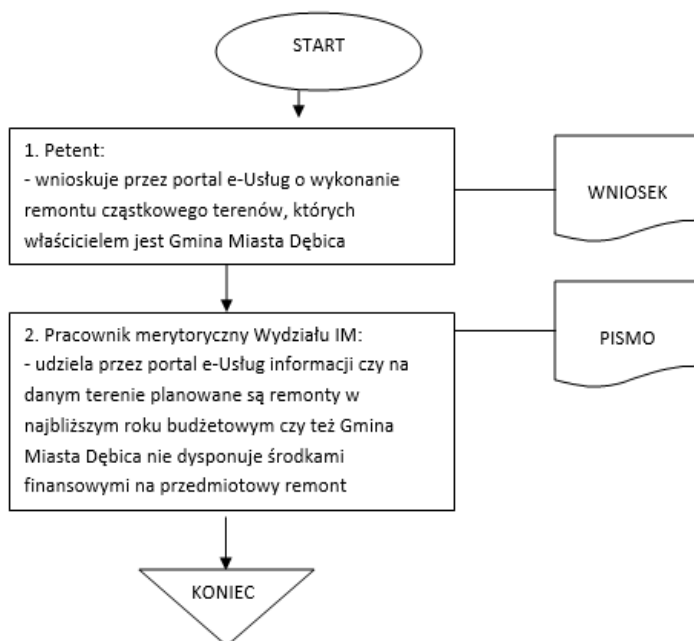 START
1. Petent:
- wnioskuje przez portal e-Usług o wykonanie
remontu cząstkowego terenów, których
właścicielem jest Gmina Miasta Dębica
WNIOSEK
2. Pracownik merytoryczny Wydziału IM:
- udziela przez portal e-Usług informacji czy na
danym terenie planowane są remonty w
najbliższym roku budżetowym czy też Gmina
Miasta Dębica nie dysponuje środkami
finansowymi na przedmiotowy remont
PISMO
KONIEC